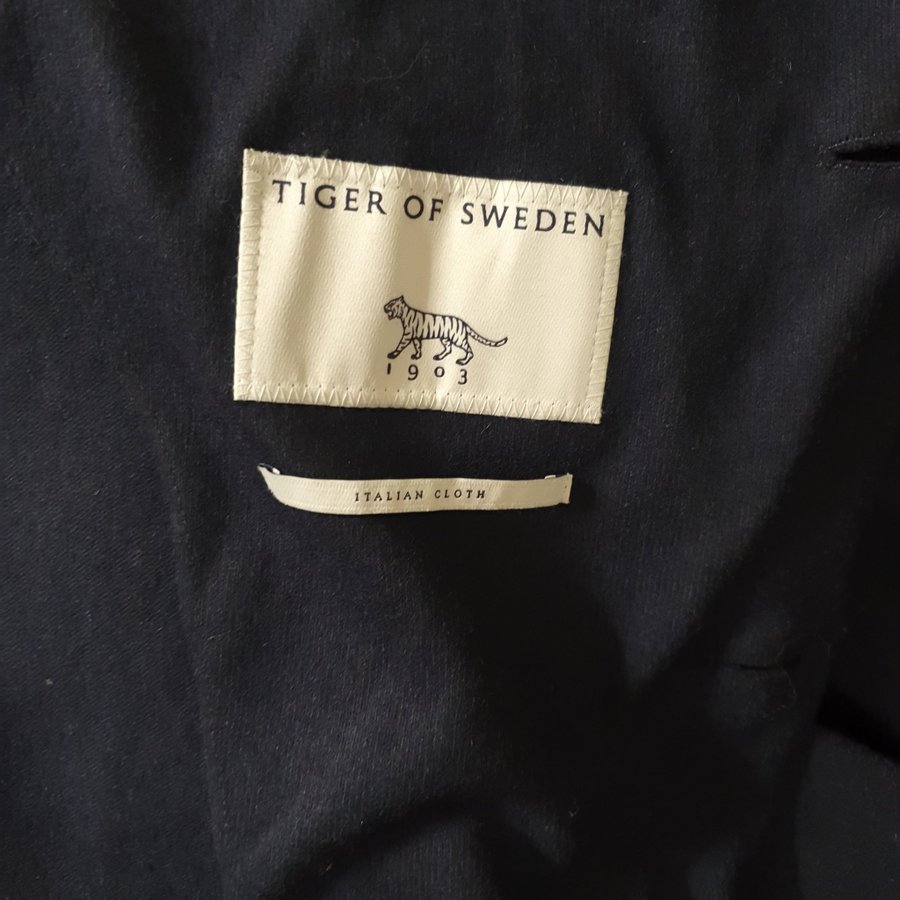 TIGER OF SWEDEN
1903
ITALIAN CLOTH